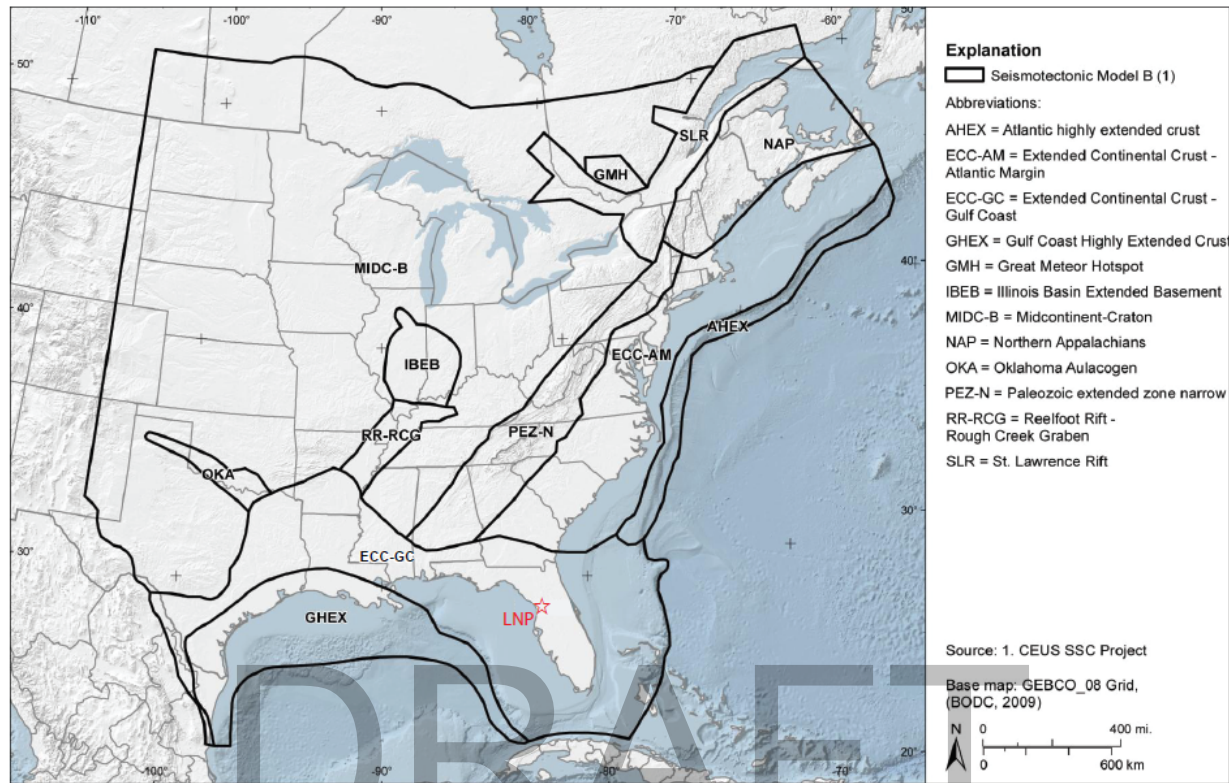 -110°
-100°
-90°
-80°
-70°
-60°
50°
50°
SLR
NAP
GMH
MIDC-B
40°
40°
AHEX
ECC-AM
IBEB
RR-RCG
PEZ-N
OKA
30°
30°
ECC-GC
LNP
GHEX
20°
-100°
-90°
-80°
-70°
DRAFT
Explanation
Seismotectonic Model B (1)
Abbreviations:
AHEX = Atlantic highly extended crust
ECC-AM = Extended Continental Crust -
Atlantic Margin
ECC-GC = Extended Continental Crust -
Gulf Coast
GHEX = Gulf Coast Highly Extended Crust
GMH = Great Meteor Hotspot
IBEB = Illinois Basin Extended Basement
MIDC-B = Midcontinent-Craton
NAP = Northern Appalachians
OKA = Oklahoma Aulacogen
PEZ-N = Paleozoic extended zone narrow
RR-RCG = Reelfoot Rift -
Rough Creek Graben
SLR = St. Lawrence Rift
Source: 1. CEUS SSC Project
Base map: GEBCO_08 Grid,
(BODC, 2009)
N
0 400 mi.
0 600 km